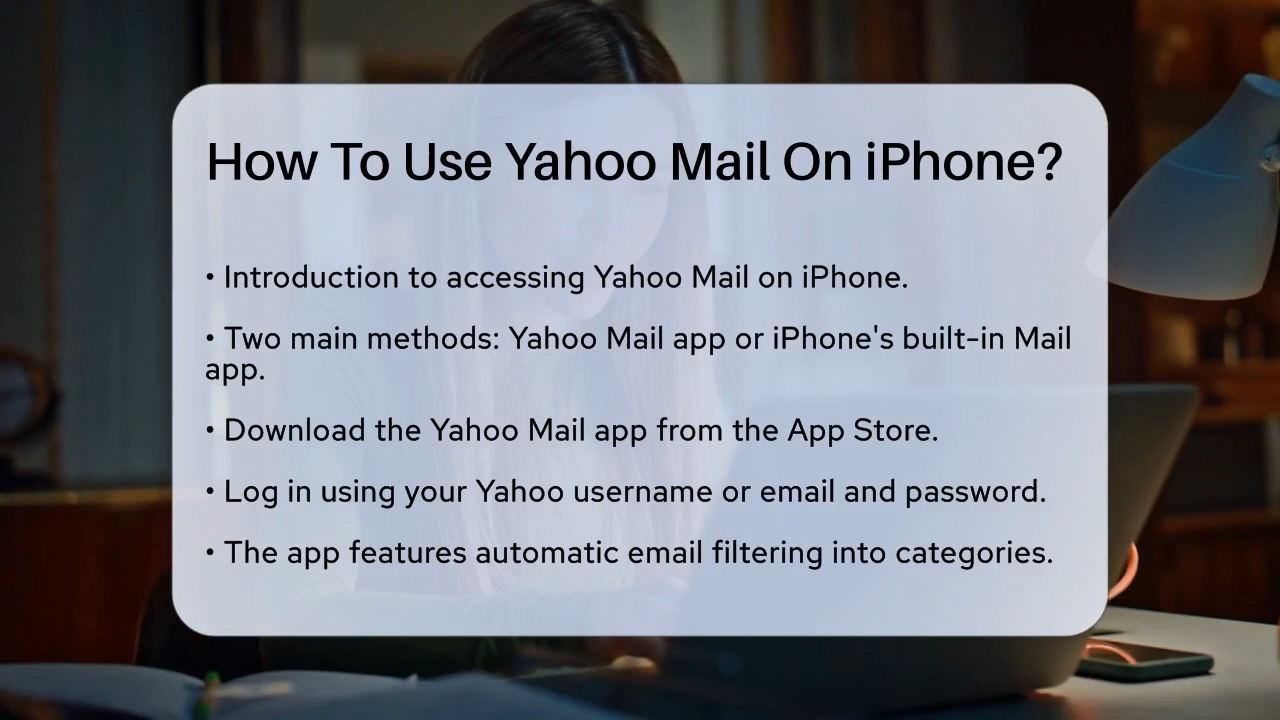 How To Use Yahoo Mail On iPhone?
• Introduction to accessing Yahoo Mail on iPhone.
• Two main methods: Yahoo Mail app or iPhone's built-in Mail
app.
• Download the Yahoo Mail app from the App Store.
• Log in using your Yahoo username or email and password.
• The app features automatic email filtering into categories.